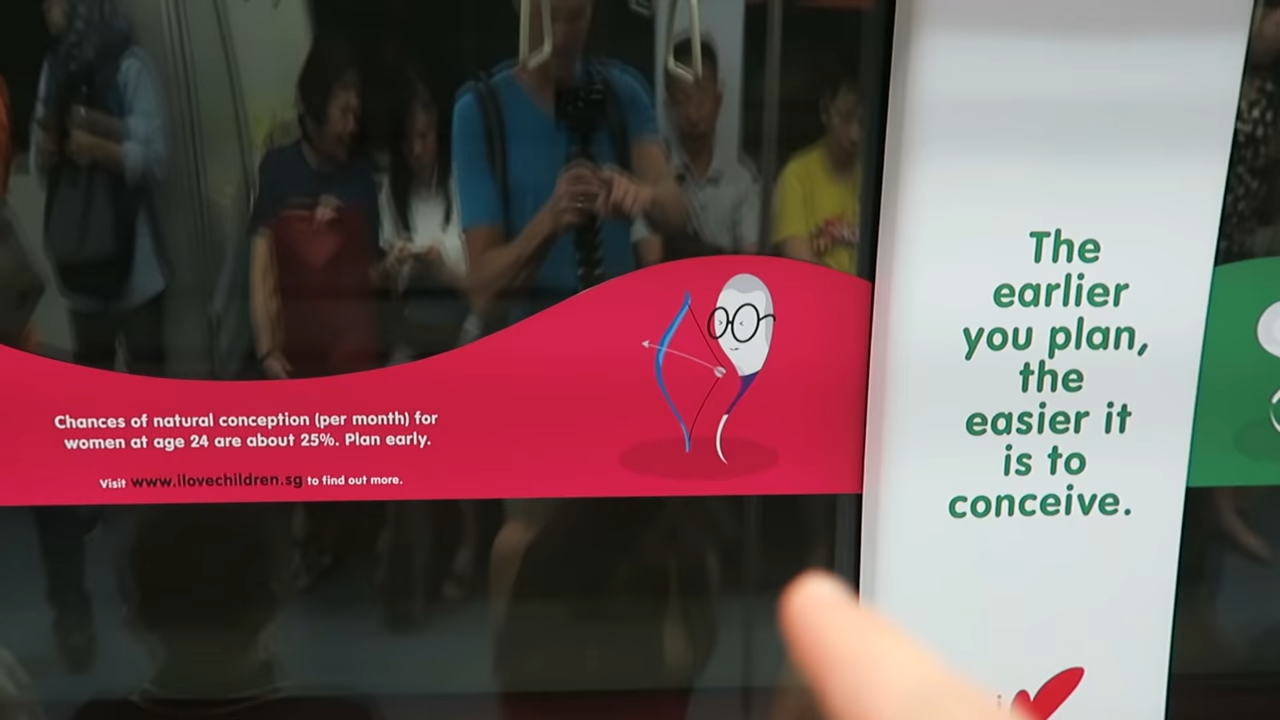 Chances of natural conception (per month) for
women at age 24 are about 25%. Plan early.
Visit www.ilovechildren.sg to find out more.
The
earlier
you plan,
the
easier it
is to
conceive.